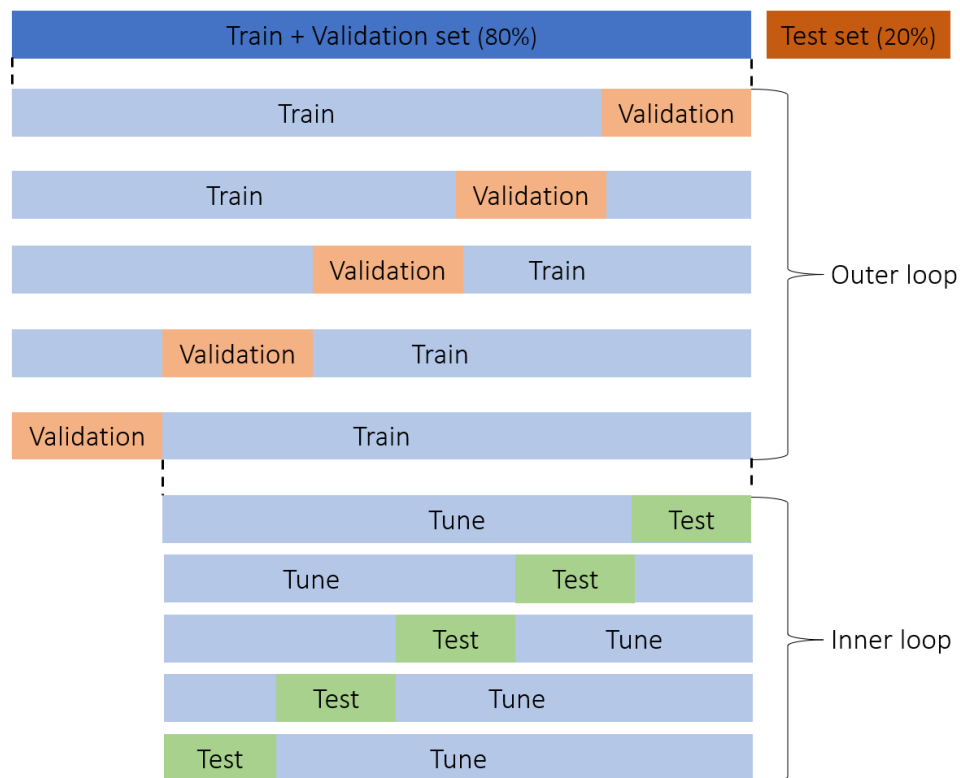 Train + Validation set (80%) Test set (20%)
Train Validation
Train Validation
Validation Train
Outer loop
Validation Train
Validation Train
Tune Test
Tune Test
Test Tune
Inner loop
Test Tune
Test Tune